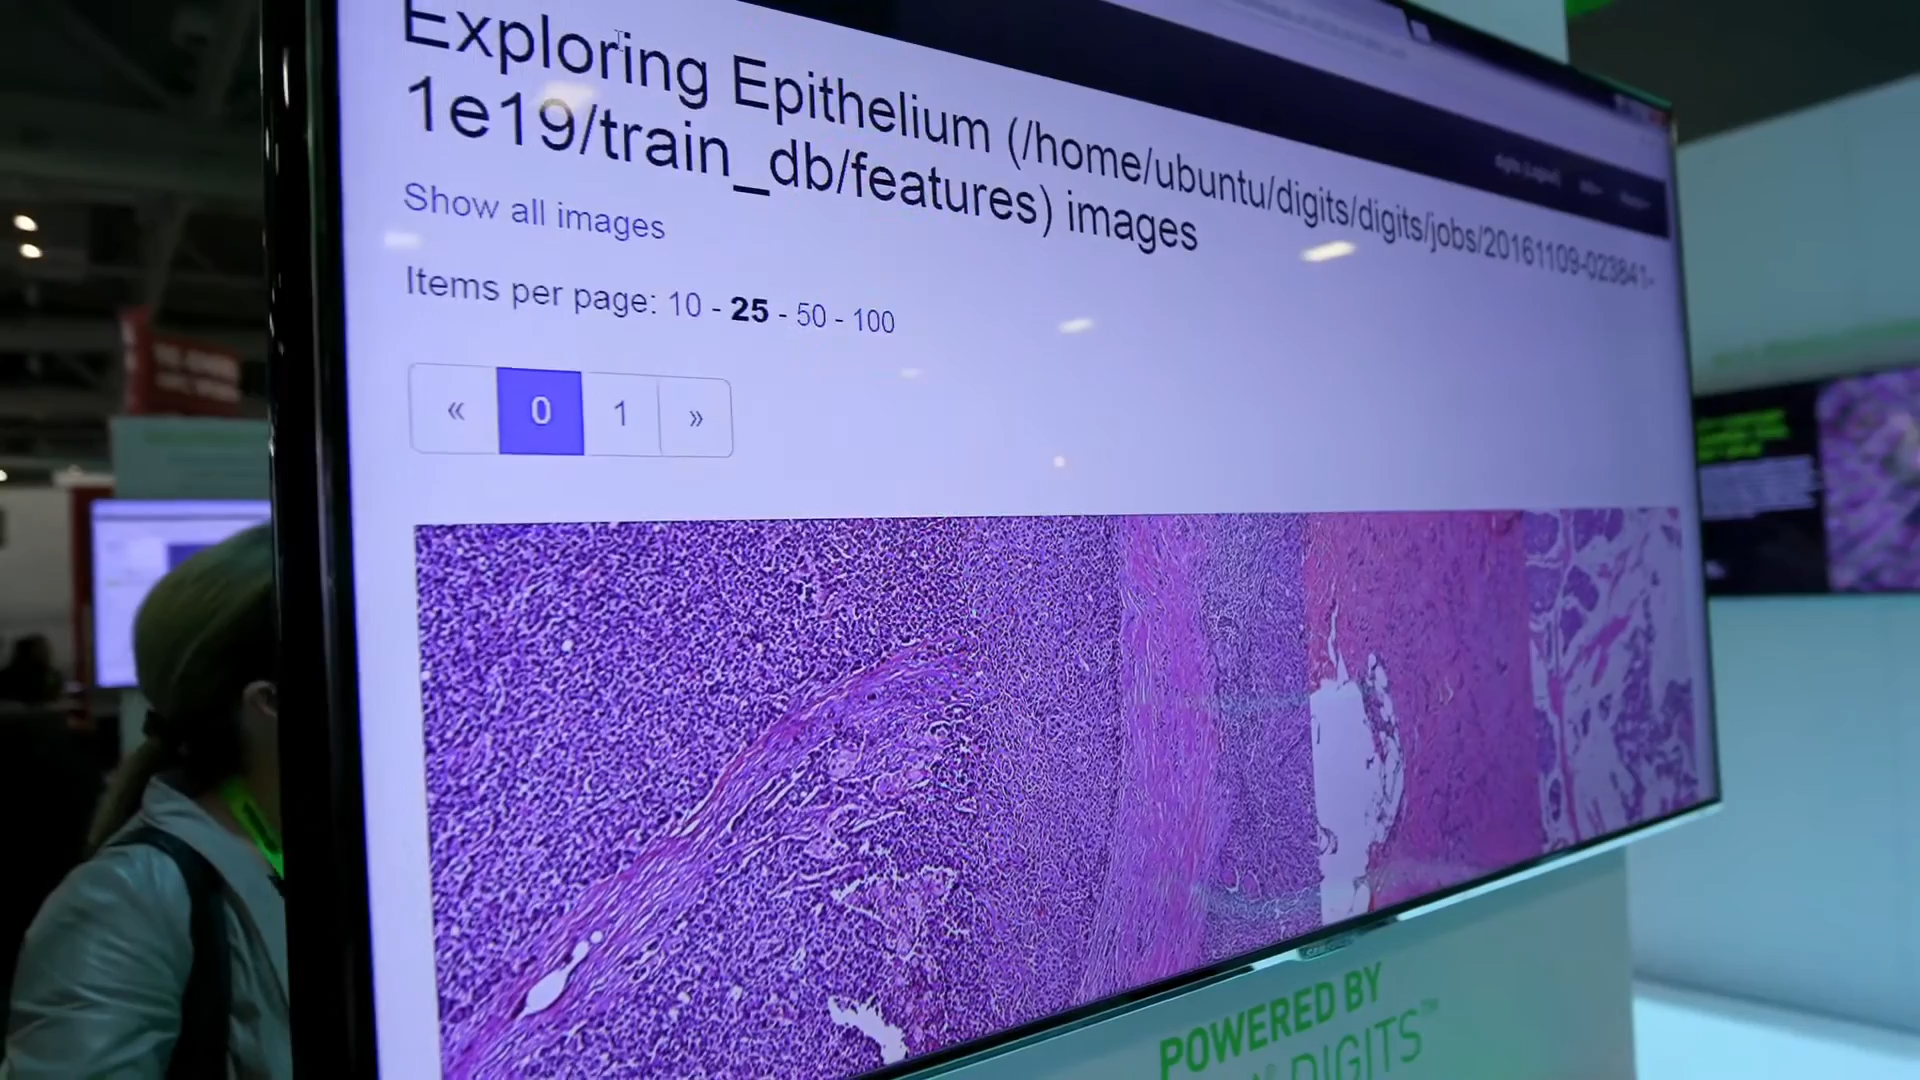 Exploring Epithelium (/home/ubuntu/digits/digits/jobs/20161109-023841-
1e19/train_db/features) images
Show all images
Items per page: 10 - 25 - 50 - 100
« 0 1 »
POWERED BY
DIGITS™